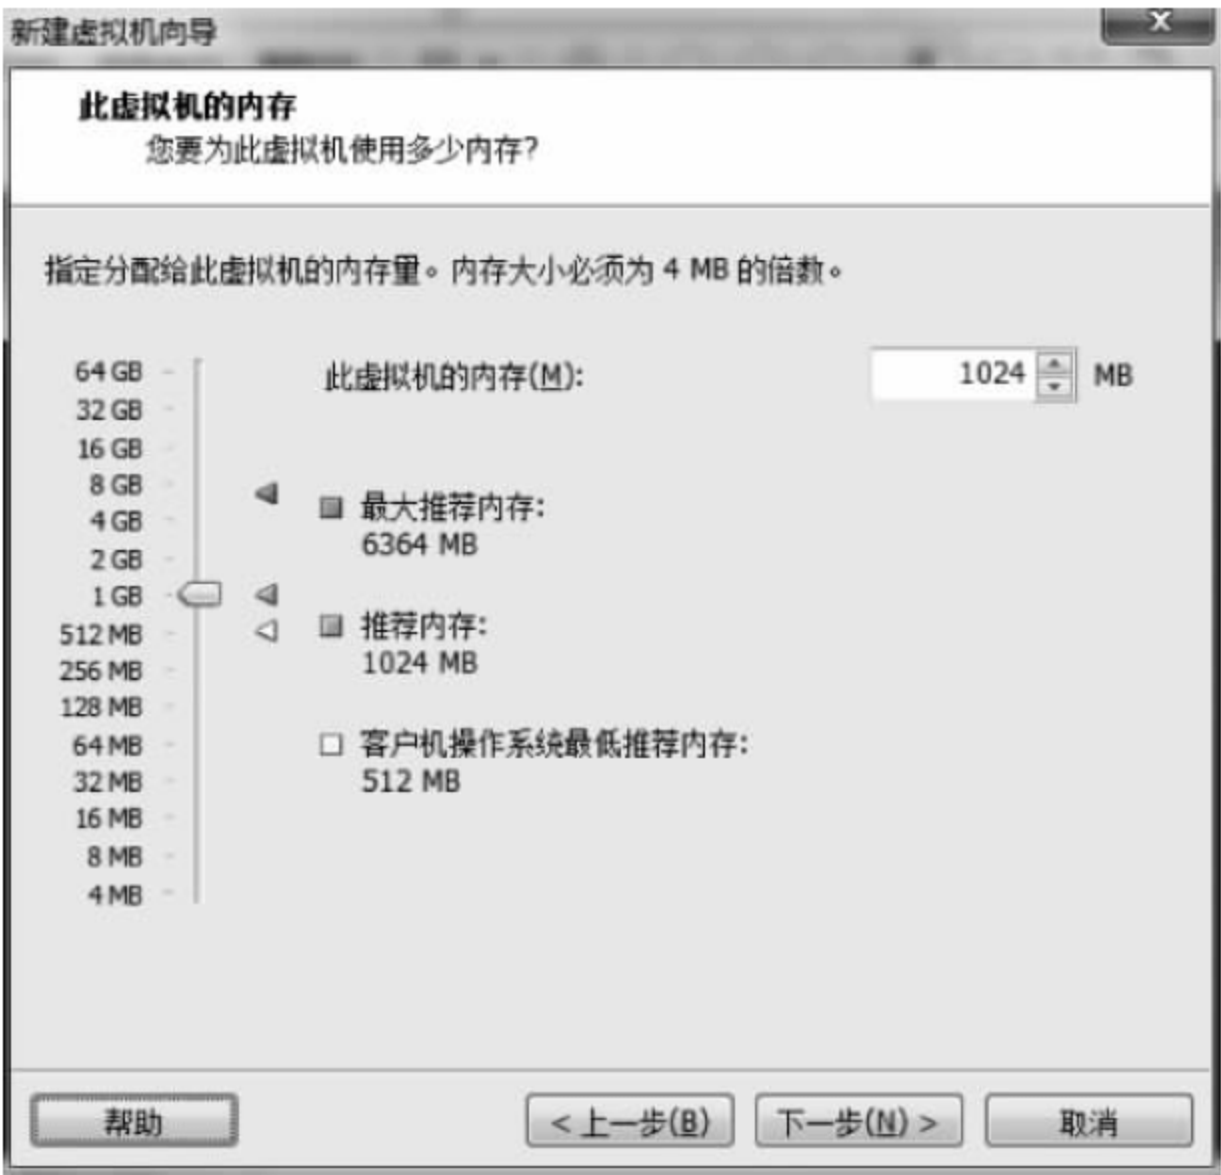 新建虚拟机向导
X
此虚拟机的内存
您要为此虚拟机使用多少内存?
指定分配给此虚拟机的内存量。内存大小必须为 4 MB 的倍数。
64 GB
32 GB
16 GB
8 GB
4 GB
2 GB
1 GB
512 MB
256 MB
128 MB
64 MB
32 MB
16 MB
8 MB
4 MB
此虚拟机的内存(M):
1024 MB
最大推荐内存:
6364 MB
推荐内存:
1024 MB
客户机操作系统最低推荐内存:
512 MB
帮助
< 上一步(B)
下一步(N) >
取消